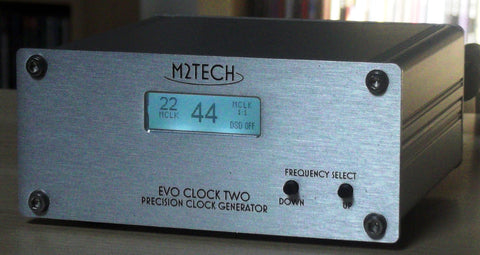 M2TECH
22 44 MCLK
MCLK 1:1
DSD OFF
FREQUENCY SELECT
EVO CLOCK TWO
PRECISION CLOCK GENERATOR
DOWN UP